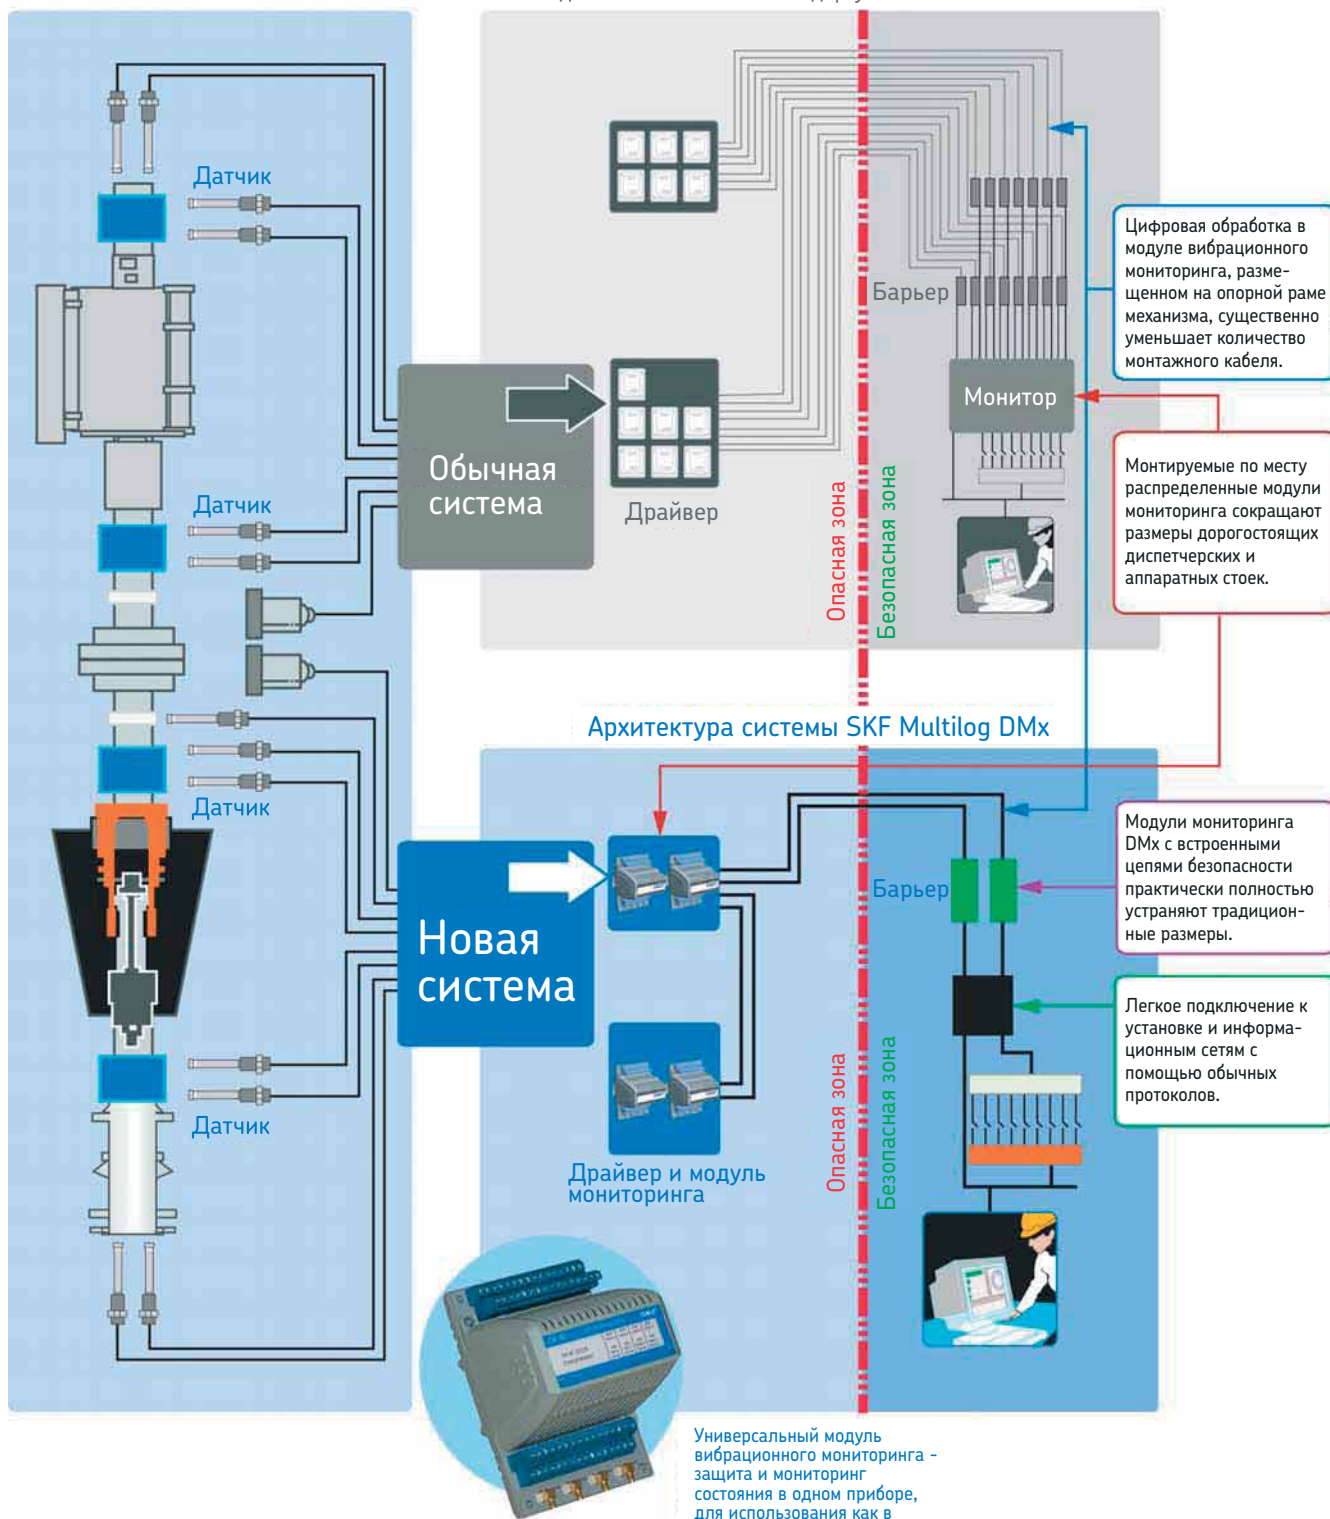 Датчик
Датчик
Датчик
Датчик
Обычная
система
Драйвер
Барьер
Монитор
Опасная зона
Безопасная зона
Цифровая обработка в
модуле вибрационного
мониторинга, разме-
щенном на опорной раме
механизма, существенно
уменьшает количество
монтажного кабеля.
Монтируемые по месту
распределенные модули
мониторинга сокращают
размеры дорогостоящих
диспетчерских и
аппаратных стоек.
Архитектура системы SKF Multilog DMx
Новая
система
Барьер
Драйвер и модуль
мониторинга
Опасная зона
Безопасная зона
Модули мониторинга
DMx с встроенными
цепями безопасности
практически полностью
устраняют традицион-
ные размеры.
Легкое подключение к
установке и информа-
ционным сетям с
помощью обычных
протоколов.
Универсальный модуль
вибрационного мониторинга -
защита и мониторинг
состояния в одном приборе,
для использования как в